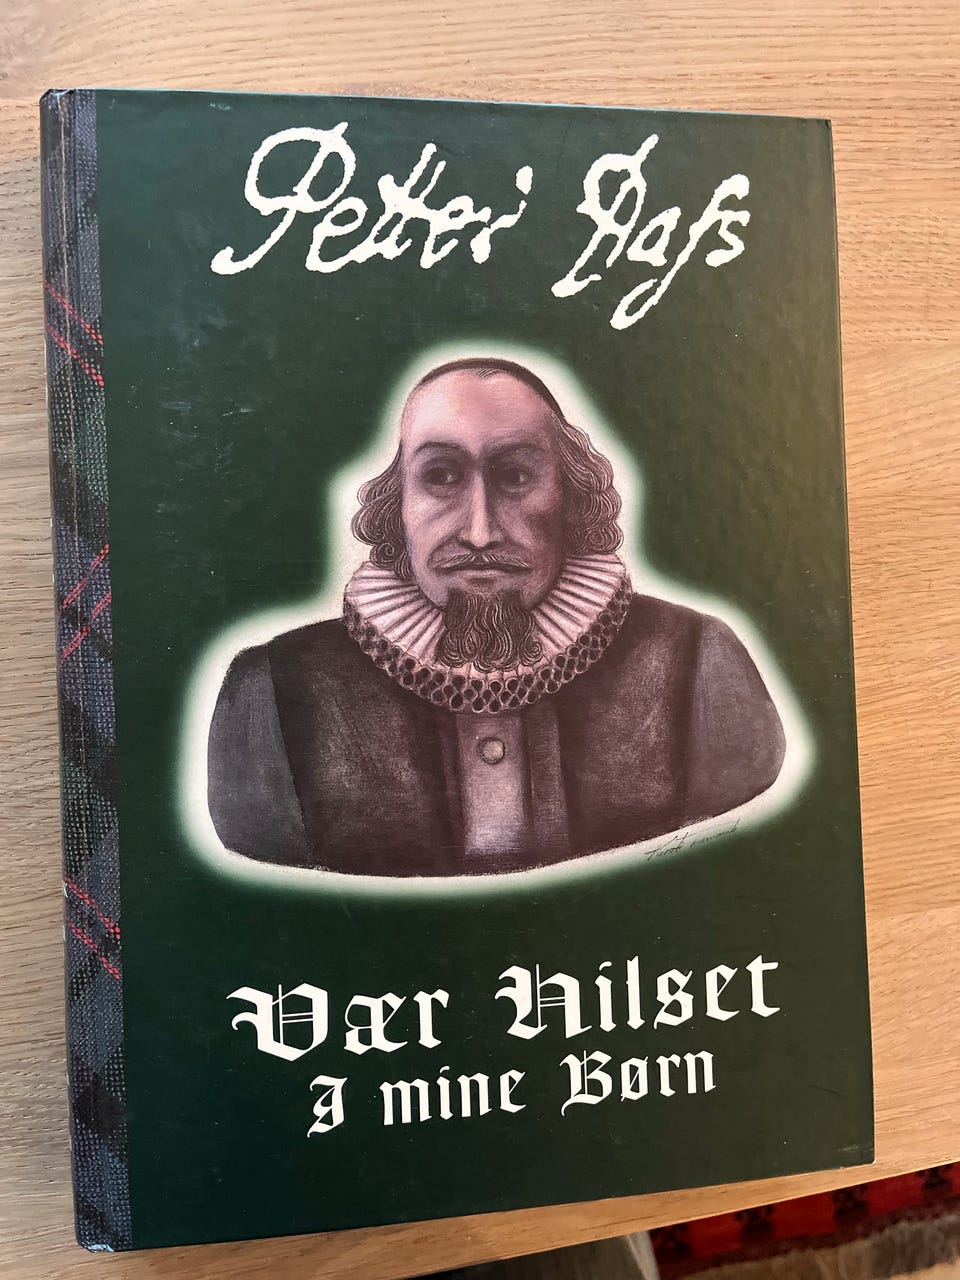 Petter Dass
Vær Hilset
I mine Børn